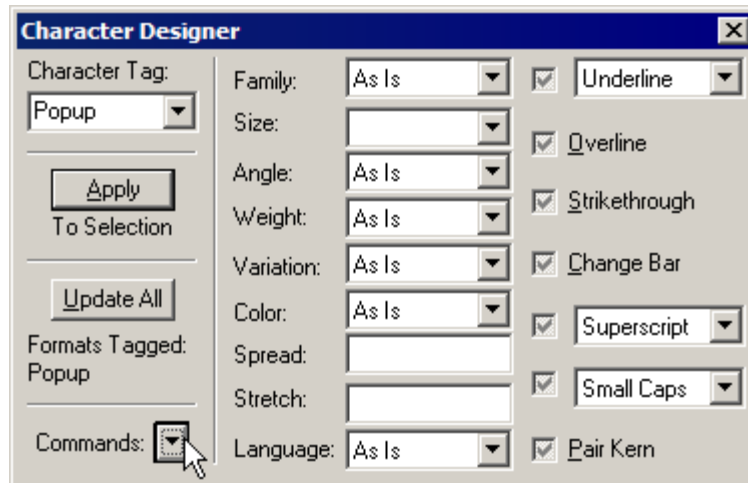 Character Designer
Character Tag:
Popup
Apply
To Selection
Update All
Formats Tagged:
Popup
Commands:
Family: As Is
Size:
Angle: As Is
Weight: As Is
Variation: As Is
Color: As Is
Spread:
Stretch:
Language: As Is
Underline
Overline
Strikethrough
Change Bar
Superscript
Small Caps
Pair Kern